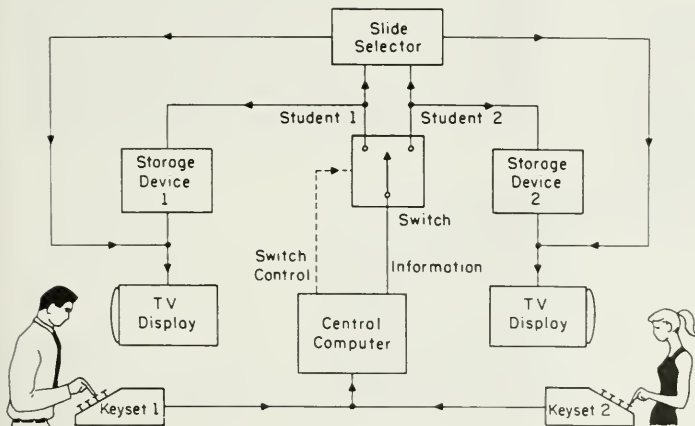 Slide
Selector
Student 1
Student 2
Storage
Device
1
Storage
Device
2
Switch
Switch
Control
Information
TV
Display
Central
Computer
TV
Display
Keyset 1
Keyset 2